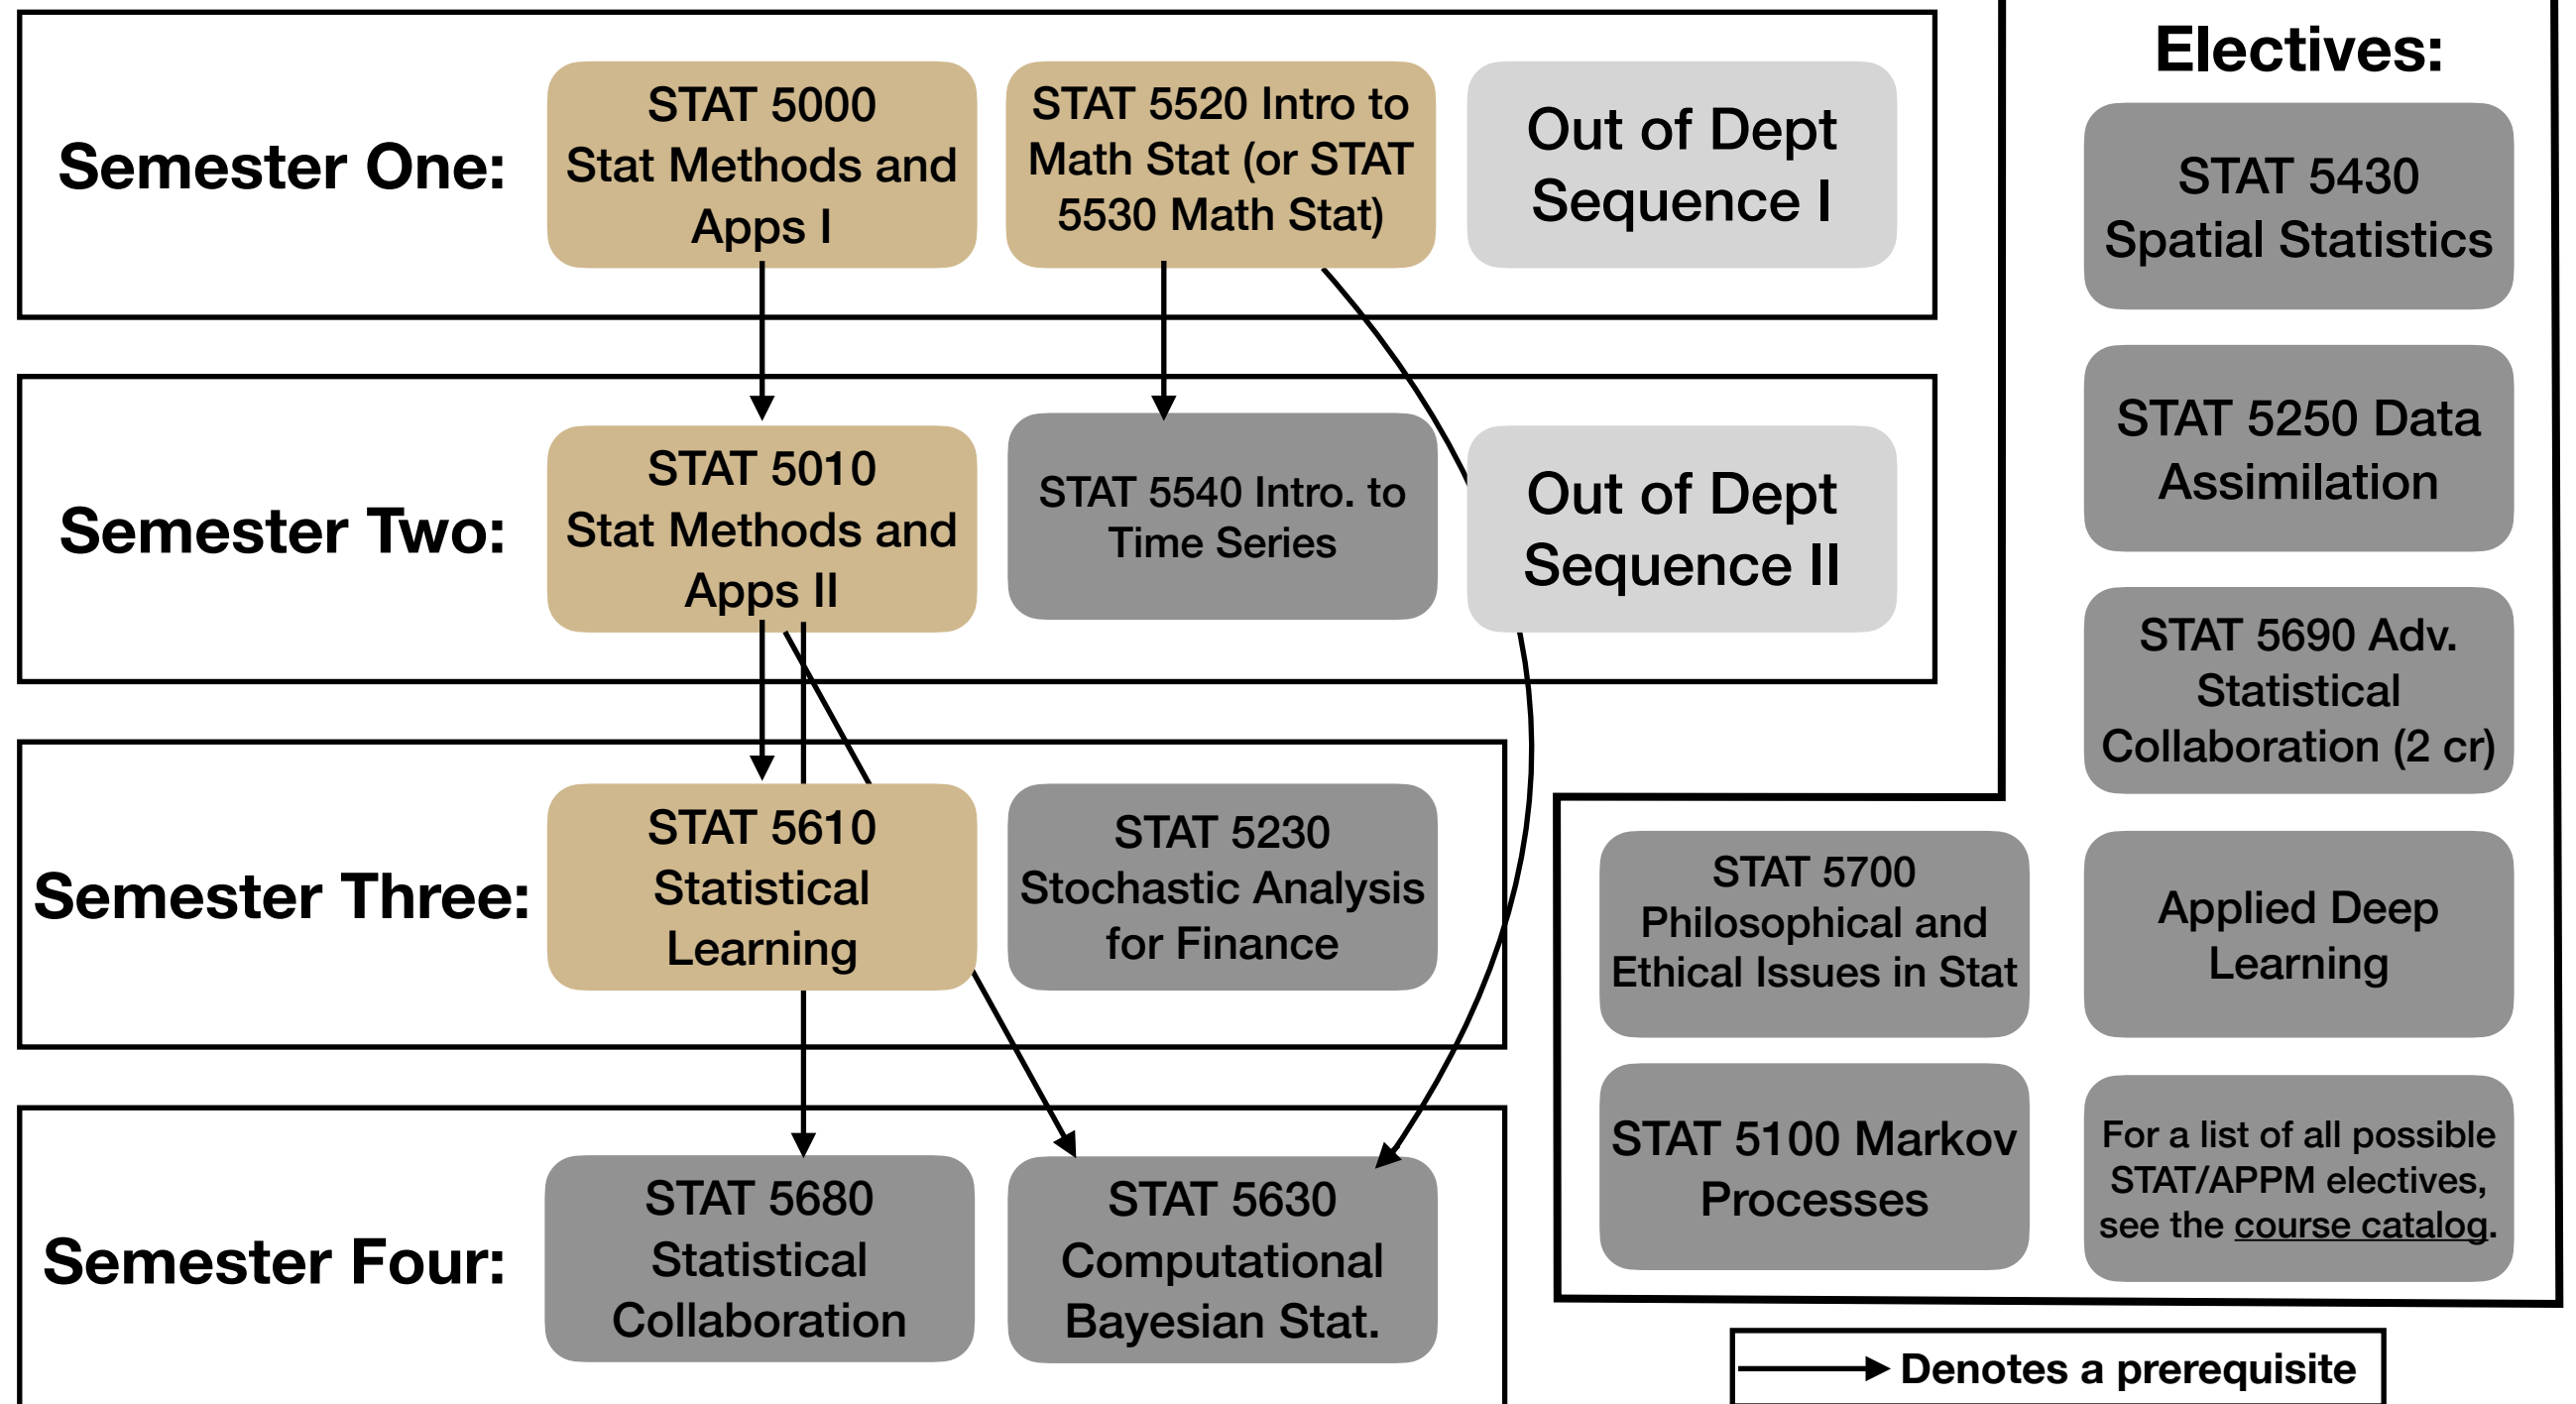 Semester One:
STAT 5000
Stat Methods and
Apps I
STAT 5520 Intro to
Math Stat (or STAT
5530 Math Stat)
Out of Dept
Sequence I
Semester Two:
STAT 5010
Stat Methods and
Apps II
STAT 5540 Intro. to
Time Series
Out of Dept
Sequence II
Semester Three:
STAT 5610
Statistical
Learning
STAT 5230
Stochastic Analysis
for Finance
Semester Four:
STAT 5680
Statistical
Collaboration
STAT 5630
Computational
Bayesian Stat.
Electives:
STAT 5430
Spatial Statistics
STAT 5250 Data
Assimilation
STAT 5690 Adv.
Statistical
Collaboration (2 cr)
STAT 5700
Philosophical and
Ethical Issues in Stat
Applied Deep
Learning
STAT 5100 Markov
Processes
For a list of all possible
STAT/APPM electives,
see the course catalog.
Denotes a prerequisite